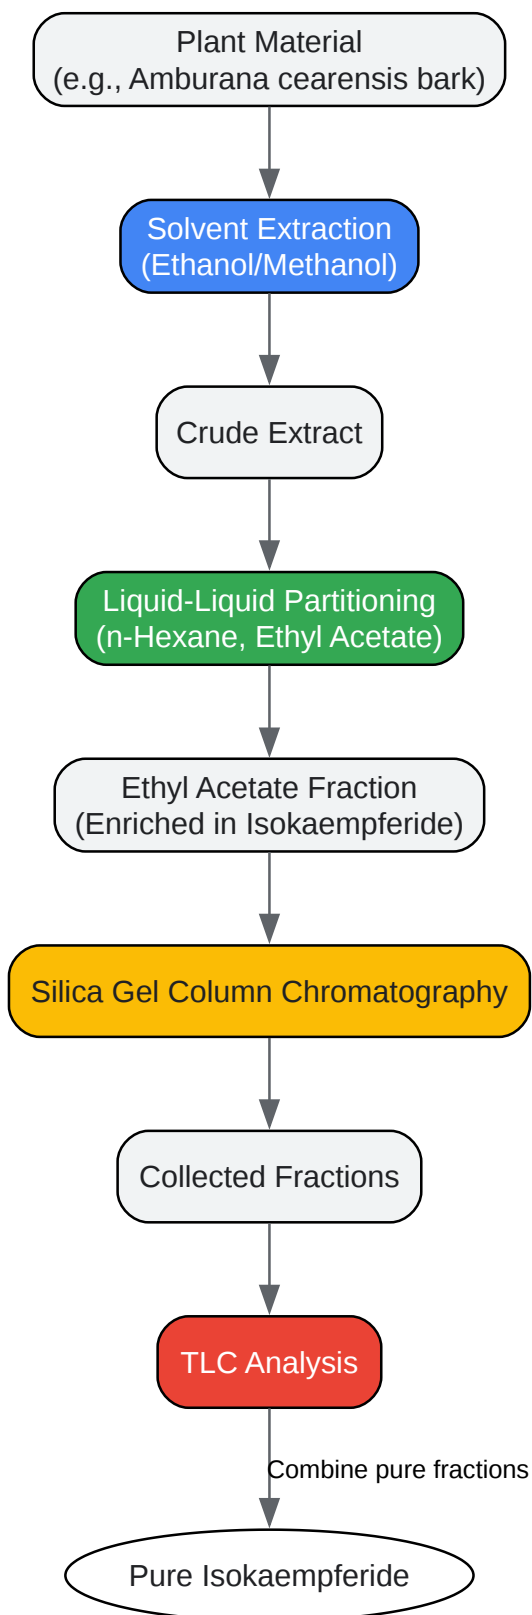 Plant Material
(e.g., Amburana cearensis bark)
Solvent Extraction
(Ethanol/Methanol)
Crude Extract
Liquid-Liquid Partitioning
(n-Hexane, Ethyl Acetate)
Ethyl Acetate Fraction
(Enriched in Isokaempferide)
Silica Gel Column Chromatography
Collected Fractions
TLC Analysis
Combine pure fractions
Pure Isokaempferide